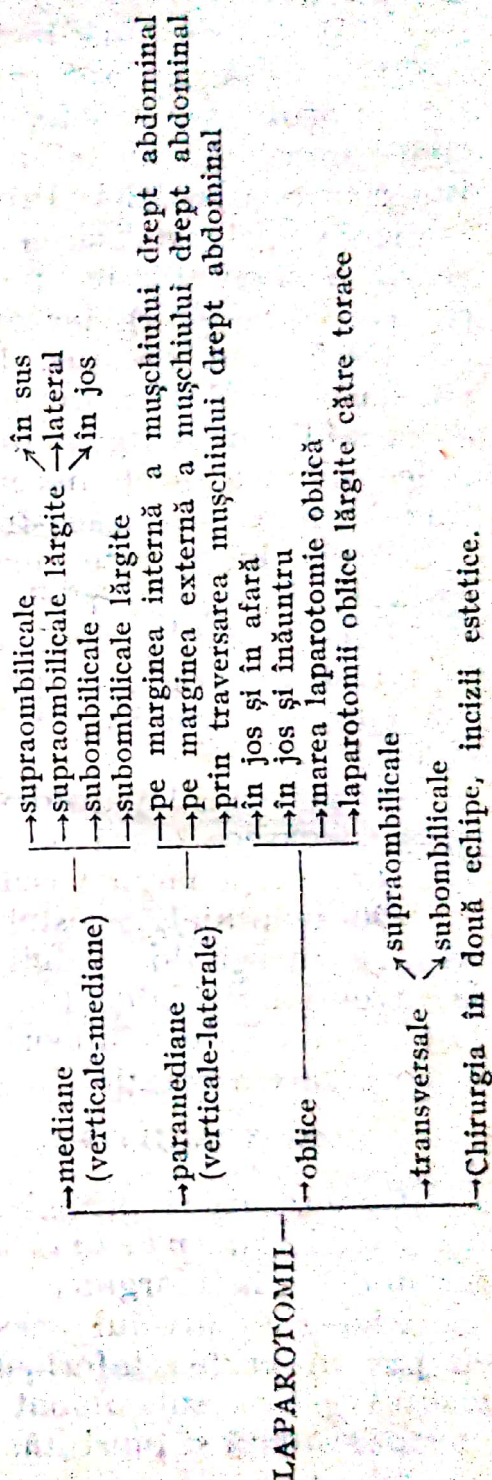 LAPAROTOMII
→mediane
(verticale-mediane)
→supraombilicale
→supraombilicale lărgite ↗în sus
→lateral
↘în jos
→subombilicale
→subombilicale lărgite
→paramediane
(verticale-laterale)
→pe marginea internă a mușchiului drept abdominal
→pe marginea externă a mușchiului drept abdominal
→prin traversarea mușchiului drept abdominal
→oblice
→în jos și în afară
→în jos și înăuntru
→marea laparotomie oblică
→laparotomii oblice lărgite către torace
→transversale
↗supraombilicale
↘subombilicale
→Chirurgia în două echipe, incizii estetice.